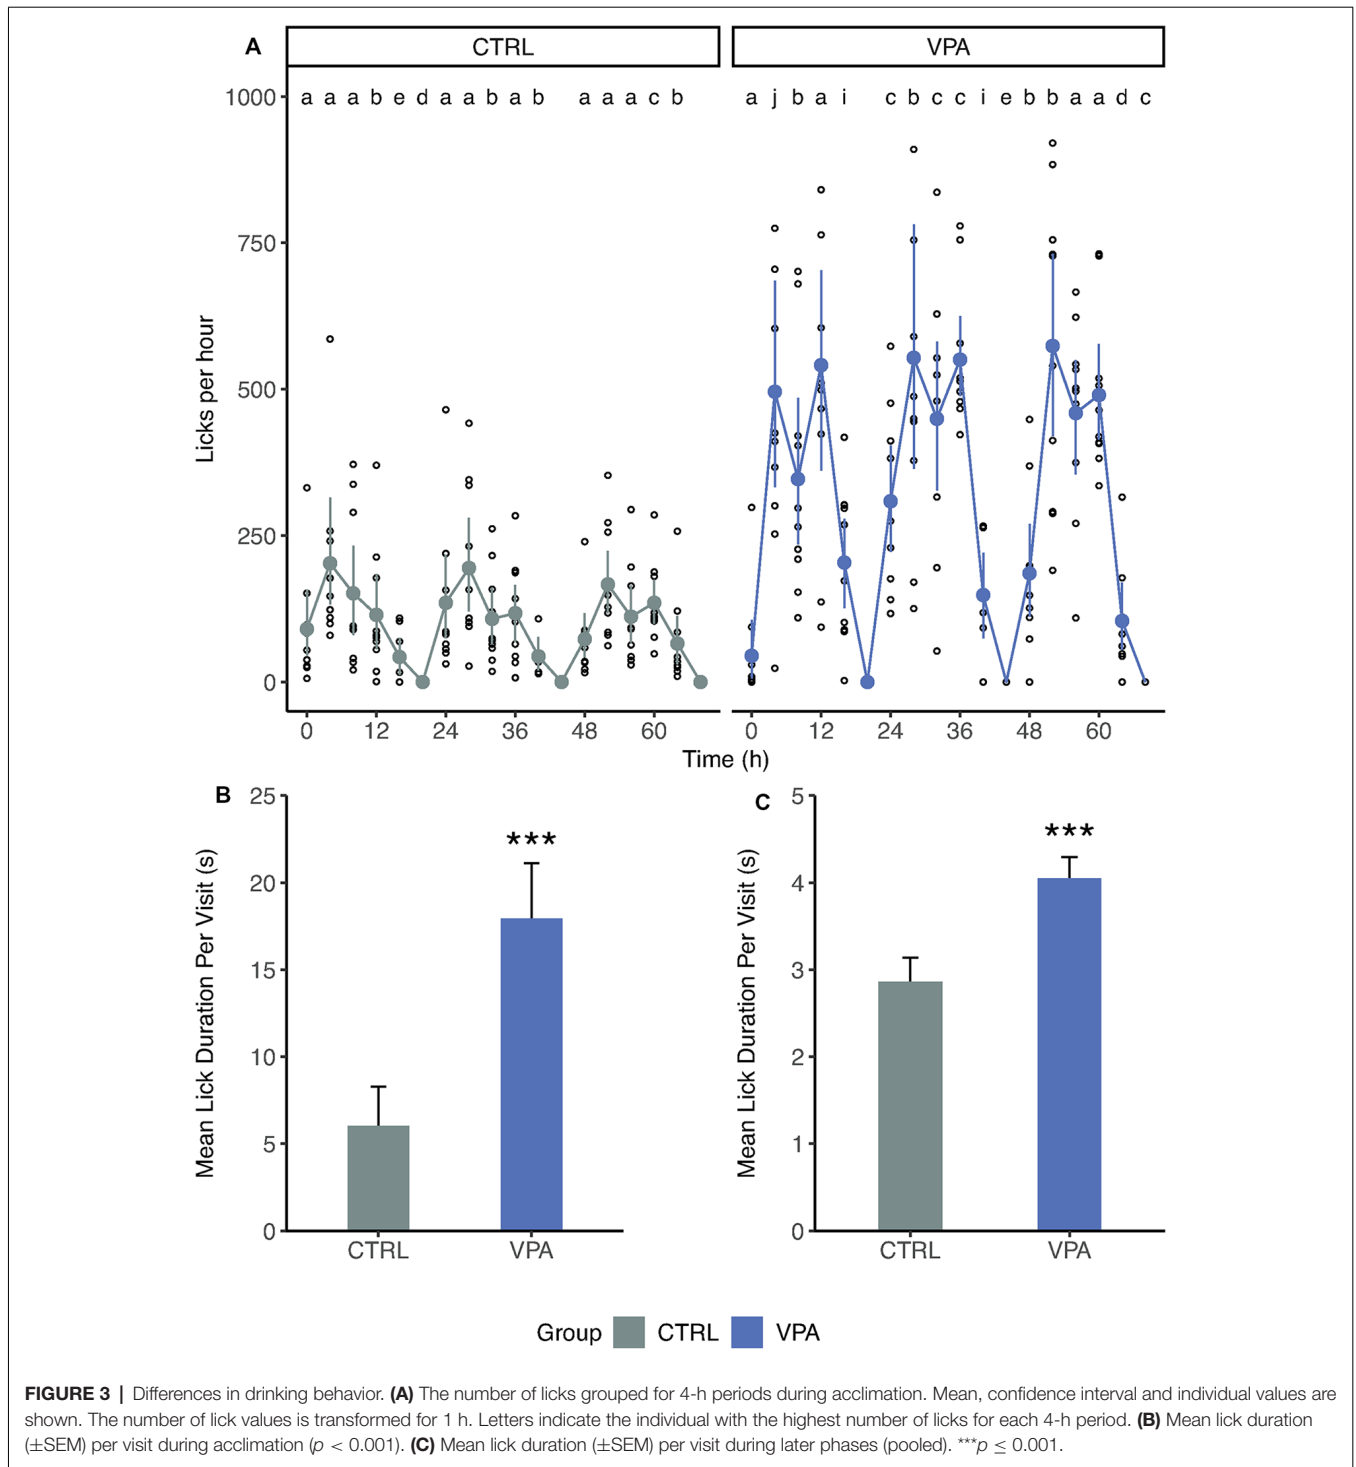 A
CTRL
VPA
1000
a a a b e d a a b a b a a a c b
a j b a i c b c c i e b b a a d c
750
500
250
0
Licks per hour
0 12 24 36 48 60
0 12 24 36 48 60
Time (h)
B
25
20
15
10
5
0
Mean Lick Duration Per Visit (s)
***
CTRL VPA
C
5
4
3
2
1
0
Mean Lick Duration Per Visit (s)
***
CTRL VPA
Group CTRL VPA
FIGURE 3 | Differences in drinking behavior. (A) The number of licks grouped for 4-h periods during acclimation. Mean, confidence interval and individual values are
shown. The number of lick values is transformed for 1 h. Letters indicate the individual with the highest number of licks for each 4-h period. (B) Mean lick duration
(±SEM) per visit during acclimation (p < 0.001). (C) Mean lick duration (±SEM) per visit during later phases (pooled). ***p ≤ 0.001.